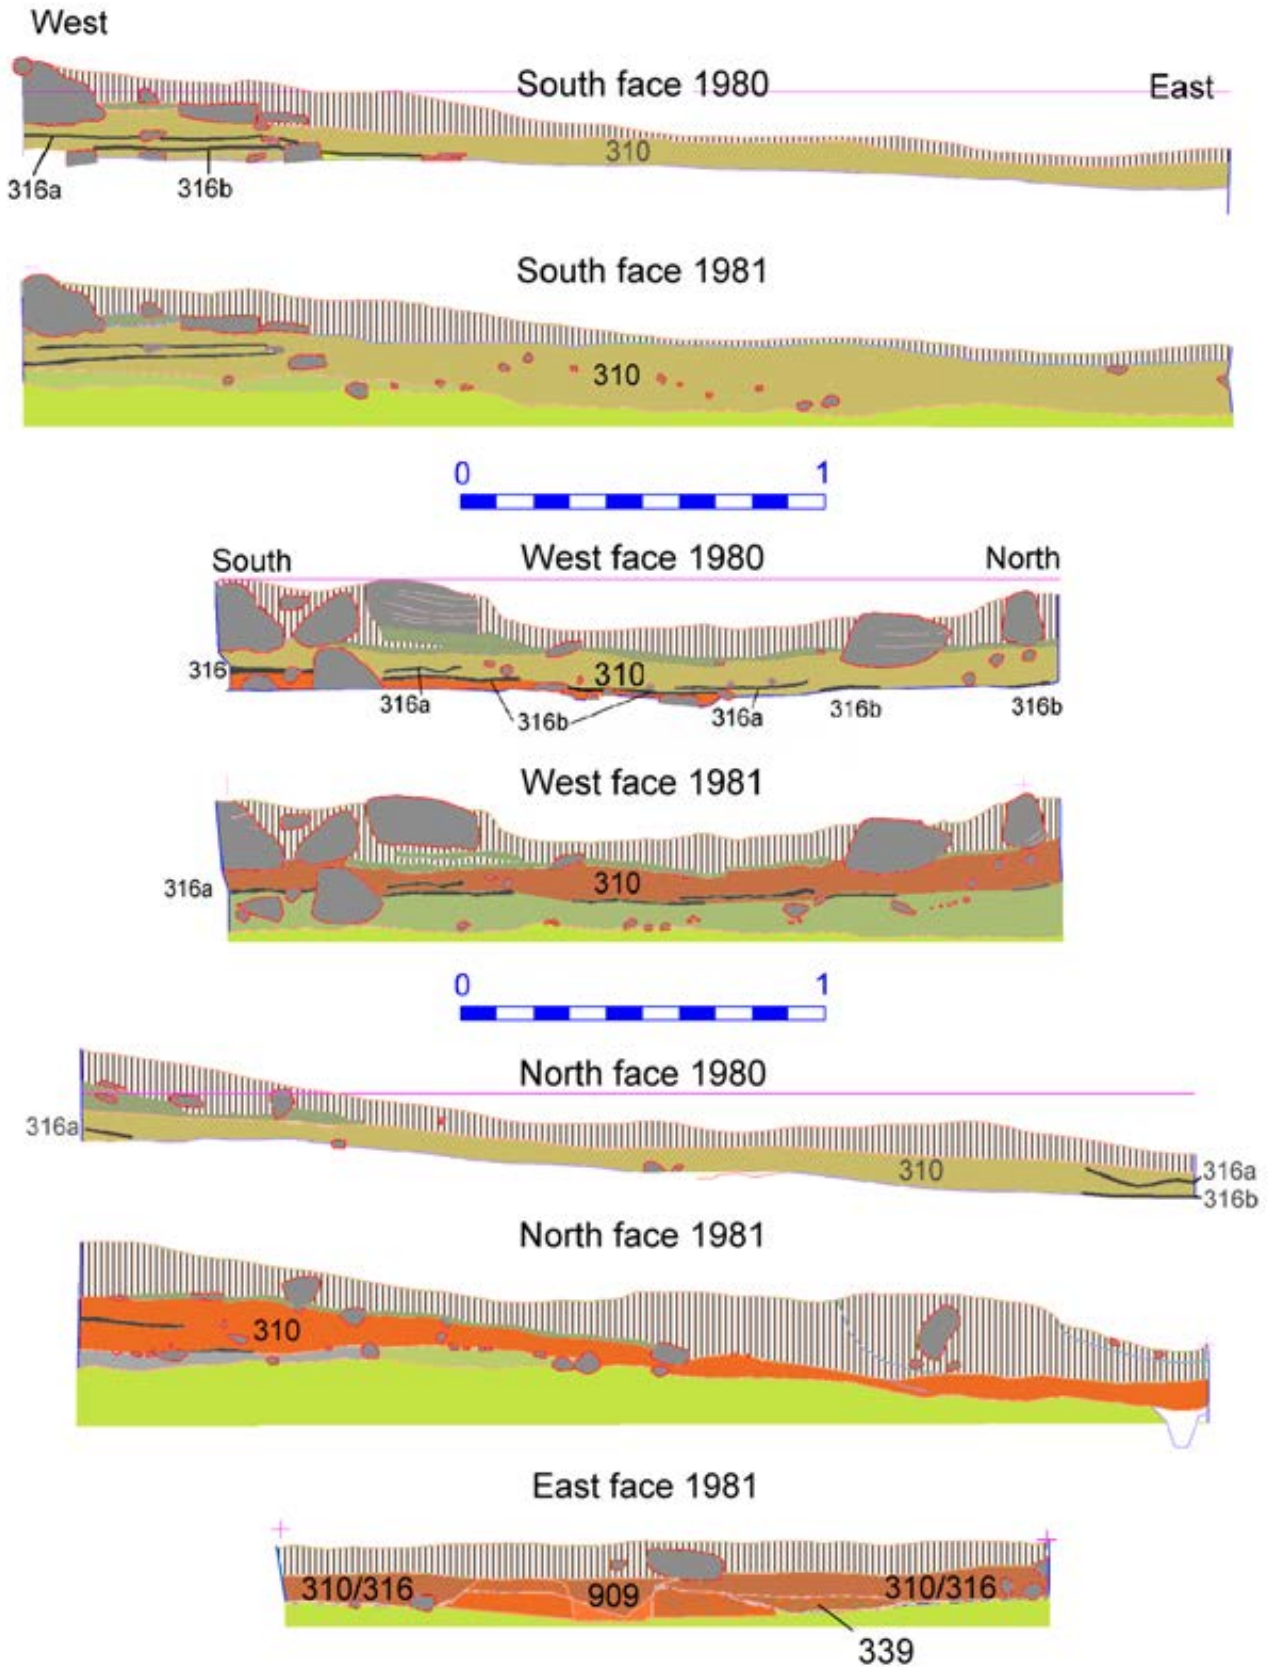 West
South face 1980
East
310
316a
316b
South face 1981
310
0 1
South
West face 1980
North
316
310
316a
316b
316a
316b
316b
West face 1981
316a
310
0 1
North face 1980
316a
310
316a
316b
North face 1981
310
East face 1981
310/316
909
310/316
339